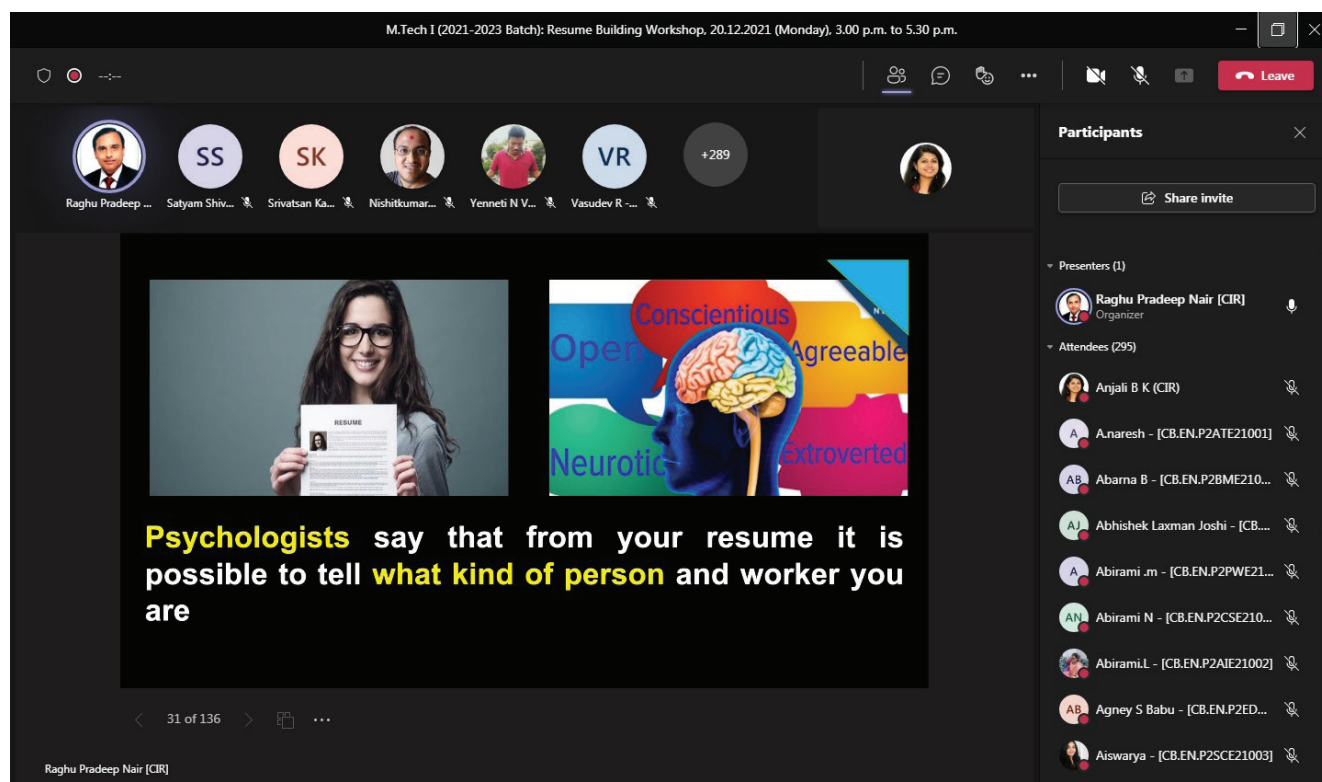 M.Tech I (2021-2023 Batch): Resume Building Workshop, 20.12.2021 (Monday), 3.00 p.m. to 5.30 p.m.
--:--
Leave
Raghu Pradeep ...
SS
Satyam Shiv...
SK
Srivatsan Ka...
Nishitkumar...
Yenneti N V...
VR
Vasudev R -...
+289
Participants
Share invite
Presenters (1)
Raghu Pradeep Nair [CIR]
Organizer
Attendees (295)
Anjali B K (CIR)
A
A.naresh - [CB.EN.P2ATE21001]
AB
Abarna B - [CB.EN.P2BME210...
AJ
Abhishek Laxman Joshi - [CB....
A
Abirami .m - [CB.EN.P2PWE21...
AN
Abirami N - [CB.EN.P2CSE210...
Abirami.L - [CB.EN.P2AIE21002]
AB
Agney S Babu - [CB.EN.P2ED...
Aiswarya - [CB.EN.P2SCE21003]
RESUME
Conscientious
Open
Agreeable
Neurotic
Extroverted
Psychologists say that from your resume it is
possible to tell what kind of person and worker you
are
31 of 136
Raghu Pradeep Nair [CIR]